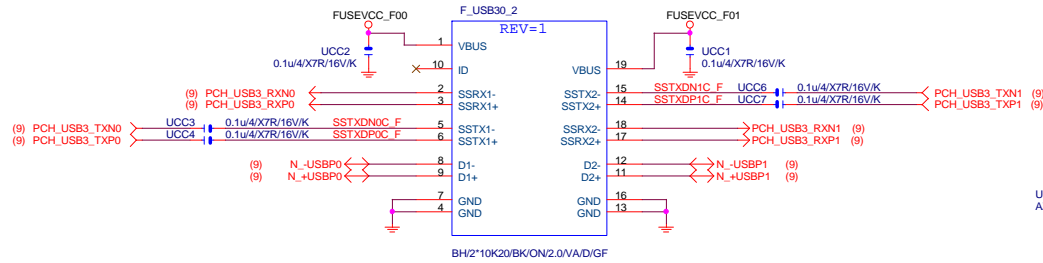 F_USB30_2
REV=1
FUSEVCC_F00
FUSEVCC_F01
UCC2
0.1u/4/X7R/16V/K
UCC1
0.1u/4/X7R/16V/K
1 VBUS
10 ID
VBUS 19
(9) PCH_USB3_RXN0 2 SSRX1-
(9) PCH_USB3_RXP0 3 SSRX1+
SSTX2- 15 SSTXDN1C_F UCC6 0.1u/4/X7R/16V/K PCH_USB3_TXN1 (9)
SSTX2+ 14 SSTXDP1C_F UCC7 0.1u/4/X7R/16V/K PCH_USB3_TXP1 (9)
(9) PCH_USB3_TXN0 UCC3 0.1u/4/X7R/16V/K SSTXDN0C_F 5 SSTX1-
(9) PCH_USB3_TXP0 UCC4 0.1u/4/X7R/16V/K SSTXDP0C_F 6 SSTX1+
SSRX2- 18 PCH_USB3_RXN1 (9)
SSRX2+ 17 PCH_USB3_RXP1 (9)
(9) N_-USBP0 8 D1-
(9) N_+USBP0 9 D1+
D2- 12 N_-USBP1 (9)
D2+ 11 N_+USBP1 (9)
7 GND
4 GND
GND 16
GND 13
U
A
BH/2*10K20/BK/ON/2.0/VA/D/GF